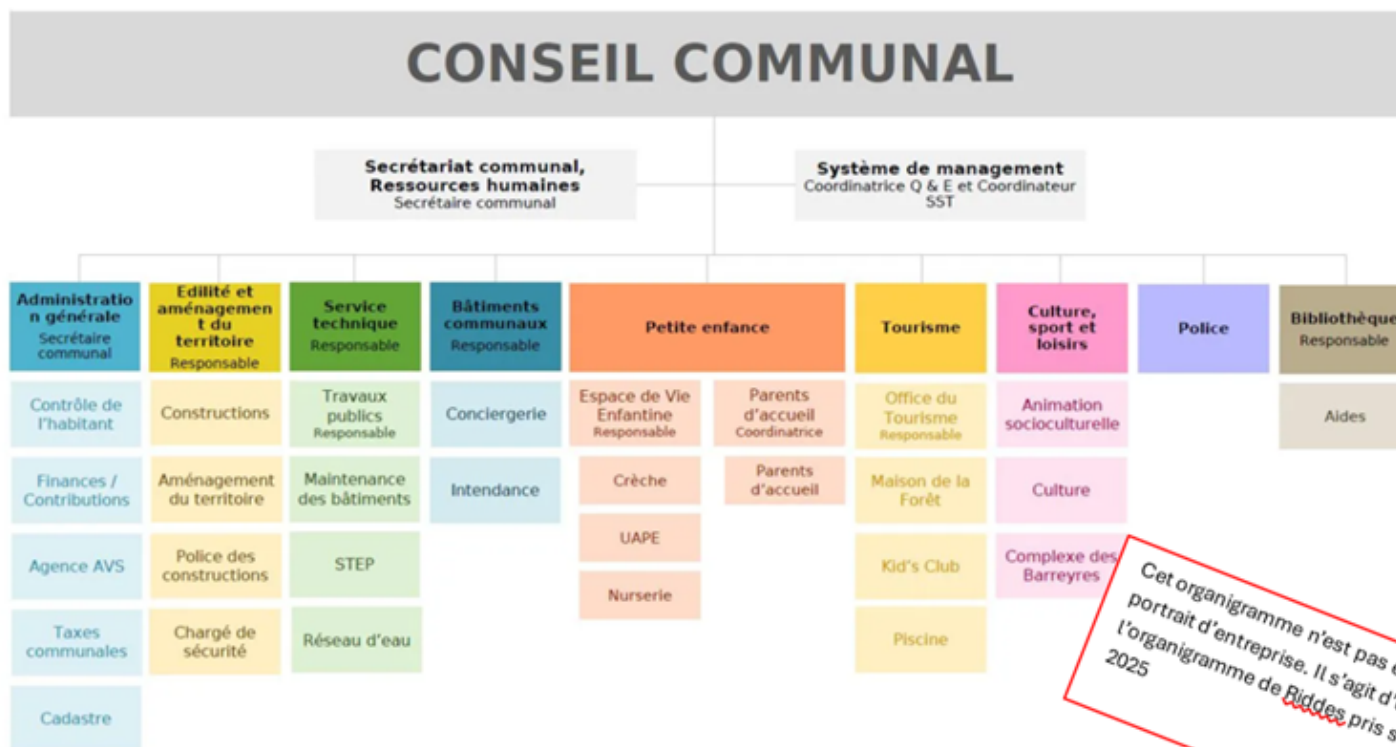 CONSEIL COMMUNAL
Secrétariat communal,
Ressources humaines
Secrétaire communal
Système de management
Coordinatrice Q & E et Coordinateur
SST
Administratio
n générale
Secrétaire
communal
Edilité et
aménagemen
t du
territoire
Responsable
Service
technique
Responsable
Bâtiments
communaux
Responsable
Petite enfance
Tourisme
Culture,
sport et
loisirs
Police
Bibliothèque
Responsable
Contrôle de
l'habitant
Finances /
Contributions
Agence AVS
Taxes
communales
Cadastre
Constructions
Aménagement
du territoire
Police des
constructions
Chargé de
sécurité
Travaux
publics
Responsable
Maintenance
des bâtiments
STEP
Réseau d'eau
Conciergerie
Intendance
Espace de Vie
Enfantine
Responsable
Crèche
UAPE
Nurserie
Parents
d'accueil
Coordinatrice
Parents
d'accueil
Office du
Tourisme
Responsable
Maison de la
Forêt
Kid's Club
Piscine
Animation
socioculturelle
Culture
Complexe des
Barreyres
Aides
Cet organigramme n'est pas
portrait d'entreprise. Il s'agit
l'organigramme de Riddes pris
2025